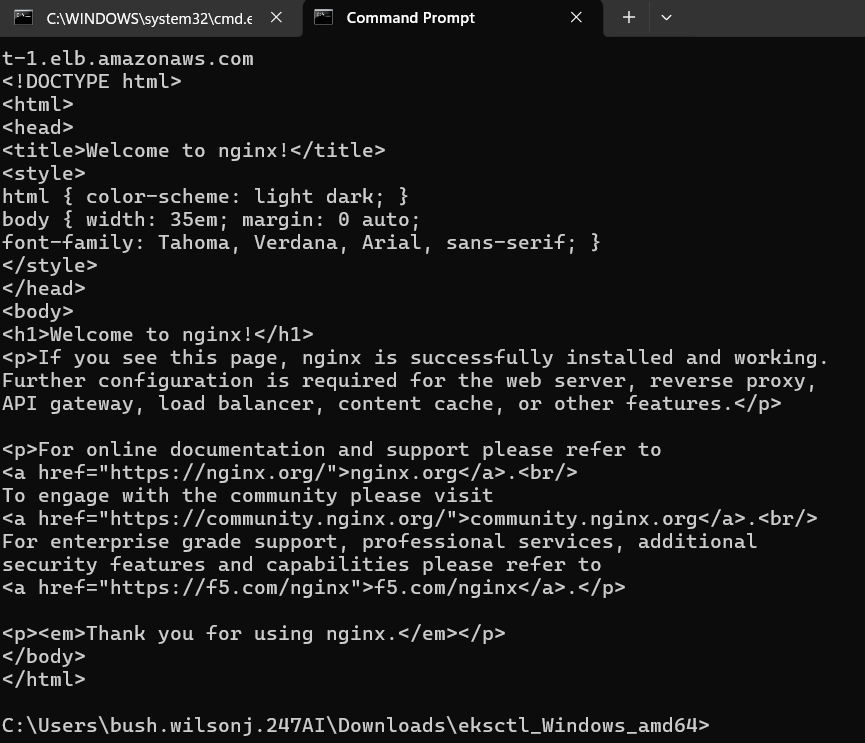 C:\WINDOWS\system32\cmd.e
Command Prompt
t-1.elb.amazonaws.com
<!DOCTYPE html>
<html>
<head>
<title>Welcome to nginx!</title>
<style>
html { color-scheme: light dark; }
body { width: 35em; margin: 0 auto;
font-family: Tahoma, Verdana, Arial, sans-serif; }
</style>
</head>
<body>
<h1>Welcome to nginx!</h1>
<p>If you see this page, nginx is successfully installed and working.
Further configuration is required for the web server, reverse proxy,
API gateway, load balancer, content cache, or other features.</p>

<p>For online documentation and support please refer to
<a href="https://nginx.org/">nginx.org</a>.<br/>
To engage with the community please visit
<a href="https://community.nginx.org/">community.nginx.org</a>.<br/>
For enterprise grade support, professional services, additional
security features and capabilities please refer to
<a href="https://f5.com/nginx">f5.com/nginx</a>.</p>

<p><em>Thank you for using nginx.</em></p>
</body>
</html>

C:\Users\bush.wilsonj.247AI\Downloads\eksctl_Windows_amd64>